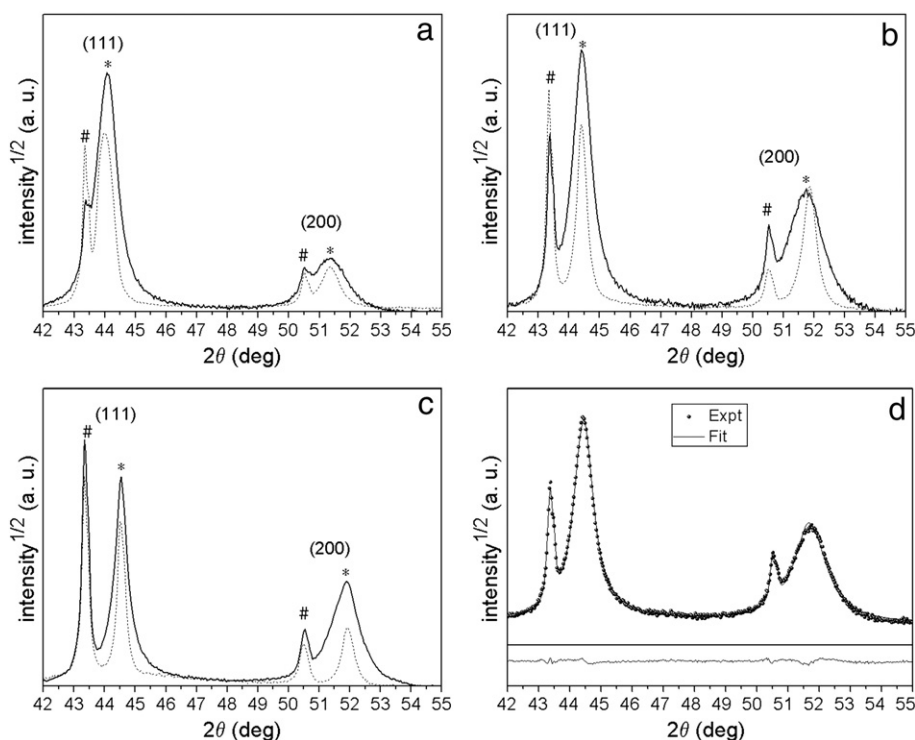 a
(111)
*
#
(200)
#
*
intensity1/2 (a. u.)
42 43 44 45 46 47 48 49 50 51 52 53 54 55
2θ (deg)
b
(111)
*
#
(200)
#
*
intensity1/2 (a. u.)
42 43 44 45 46 47 48 49 50 51 52 53 54 55
2θ (deg)
c
(111)
#
*
(200)
*
#
intensity1/2 (a. u.)
42 43 44 45 46 47 48 49 50 51 52 53 54 55
2θ (deg)
d
Expt
Fit
intensity1/2 (a. u.)
42 43 44 45 46 47 48 49 50 51 52 53 54 55
2θ (deg)